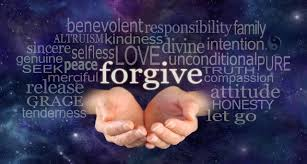 benevolent responsibility family
ALTRUISM kindness divine intention
sincere selfless LOVE unconditional
genuine peace PURE
SEEK forgive TRUTH
merciful compassion
release attitude
GRACE HONESTY
tenderness let go